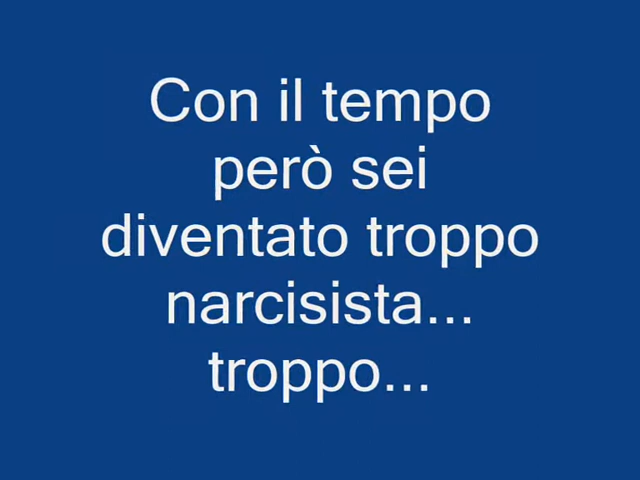 Con il tempo
però sei
diventato troppo
narcisista...
troppo...